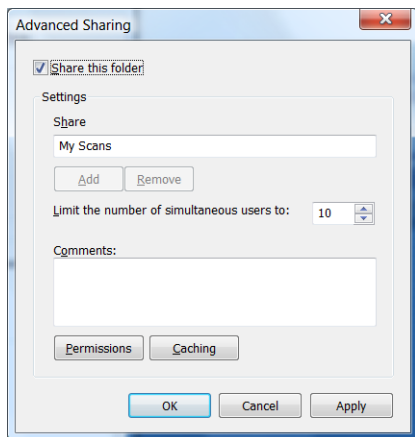 Advanced Sharing
Share this folder
Settings
Share
My Scans
Add Remove
Limit the number of simultaneous users to: 10
Comments:
Permissions Caching
OK Cancel Apply